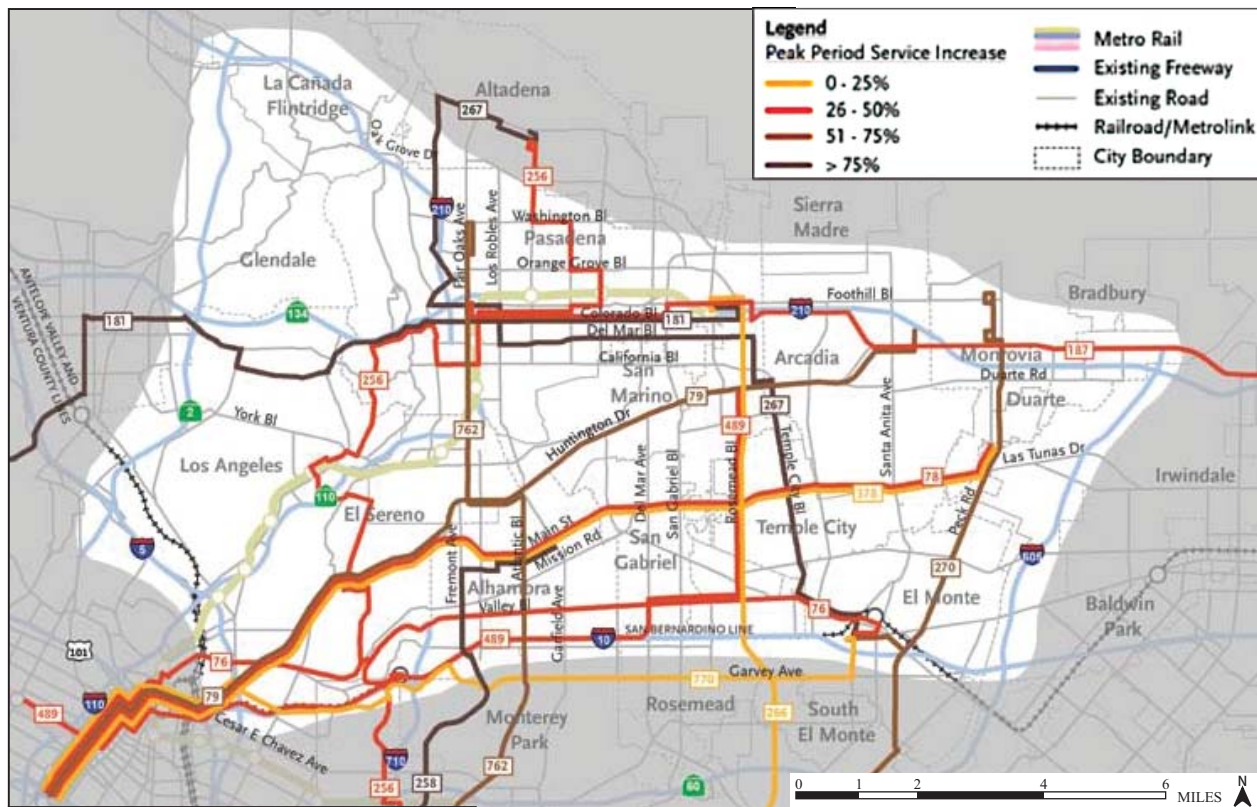 Legend
Peak Period Service Increase
0 - 25%
26 - 50%
51 - 75%
> 75%
Metro Rail
Existing Freeway
Existing Road
Railroad/Metrolink
City Boundary
La Cañada
Flintridge
Altadena
267
Oak Grove Dr
256
210
Fair Oaks Ave
Los Robles Ave
Washington Bl
Pasadena
Sierra
Madre
Glendale
Orange Grove Bl
Foothill Bl
Bradbury
ANTELOPE VALLEY AND
VENTURA COUNTY LINES
181
134
Colorado Bl
181
210
Del Mar Bl
California Bl
Arcadia
Monrovia
187
256
San
Marino
Duarte Rd
Duarte
2
York Bl
79
267
762
Huntington Dr
489
Temple City Bl
Santa Anita Ave
Los Angeles
Del Mar Ave
San Gabriel Bl
Rosemead Bl
Las Tunas Dr
78
378
Irwindale
110
El Sereno
Main St
Mission Rd
San
Gabriel
Temple City
Peck Rd
5
Fremont Ave
Atlantic Bl
605
Alhambra
270
Valley Bl
Garfield Ave
El Monte
Baldwin
Park
76
489
10
SAN BERNARDINO LINE
101
76
Garvey Ave
770
79
110
489
Cesar E Chavez Ave
Monterey
Park
Rosemead
266
South
El Monte
710
762
256
258
60
0 1 2 4 6
MILES
N